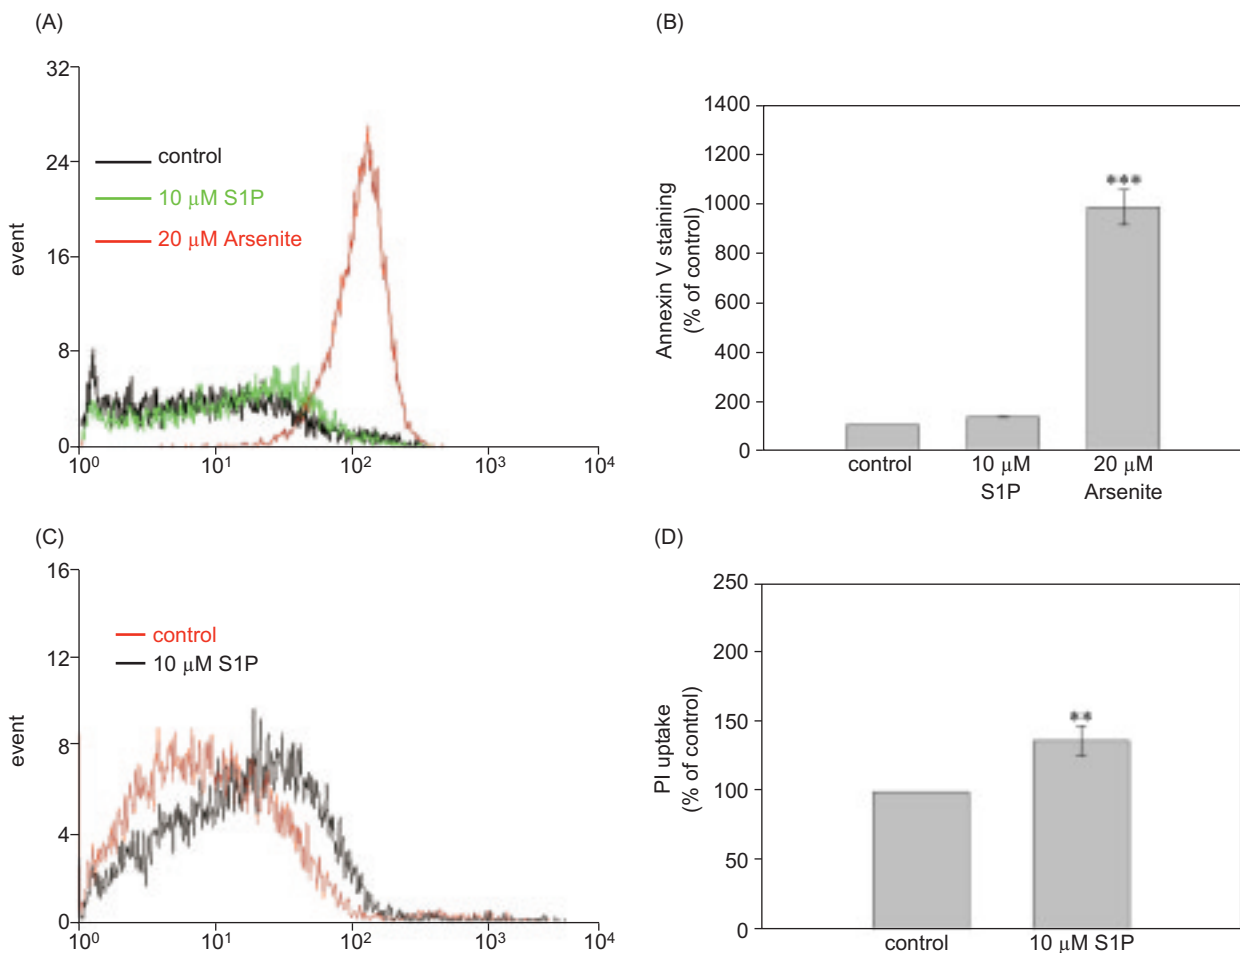 (A)
32
24
16
8
0
event
control
10 μM S1P
20 μM Arsenite
10⁰
10¹
10²
10³
10⁴
(B)
1400
1200
1000
800
600
400
200
0
Annexin V staining
(% of control)
***
control
10 μM
S1P
20 μM
Arsenite
(C)
16
12
8
4
0
event
control
10 μM S1P
10⁰
10¹
10²
10³
10⁴
(D)
250
200
150
100
50
0
PI uptake
(% of control)
**
control
10 μM S1P